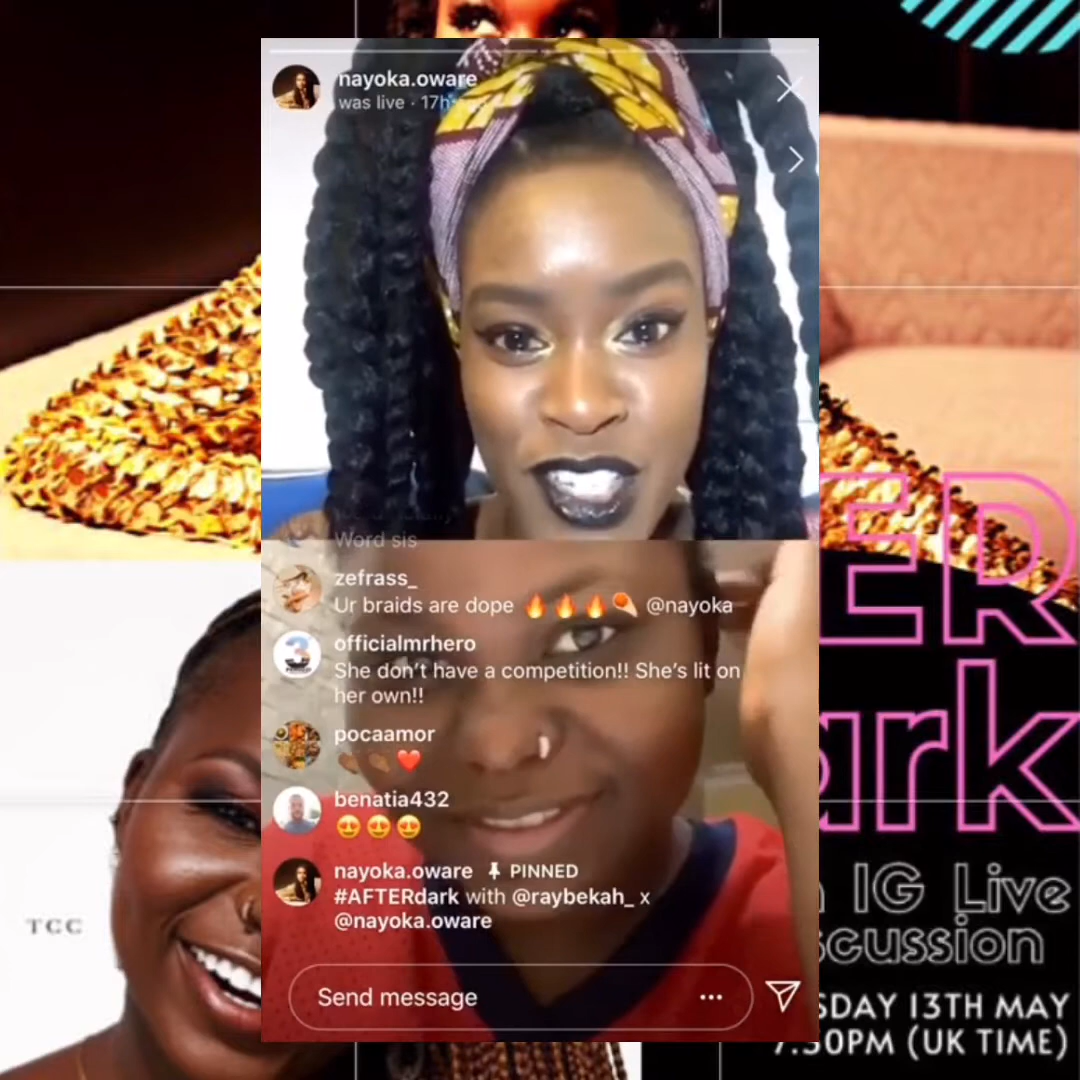 nayoka.oware
was live · 17h
Word sis
zefrass_
Ur braids are dope 🔥🔥🔥☄️ @nayoka
officialmrhero
She don’t have a competition!! She’s lit on
her own!!
pocaamor
❤️
benatia432
😍😍😍
nayoka.oware PINNED
#AFTERdark with @raybekah_ x
@nayoka.oware
Send message
TCC
ER
ark
IG Live
scussion
SDAY 13TH MAY
7:30PM (UK TIME)